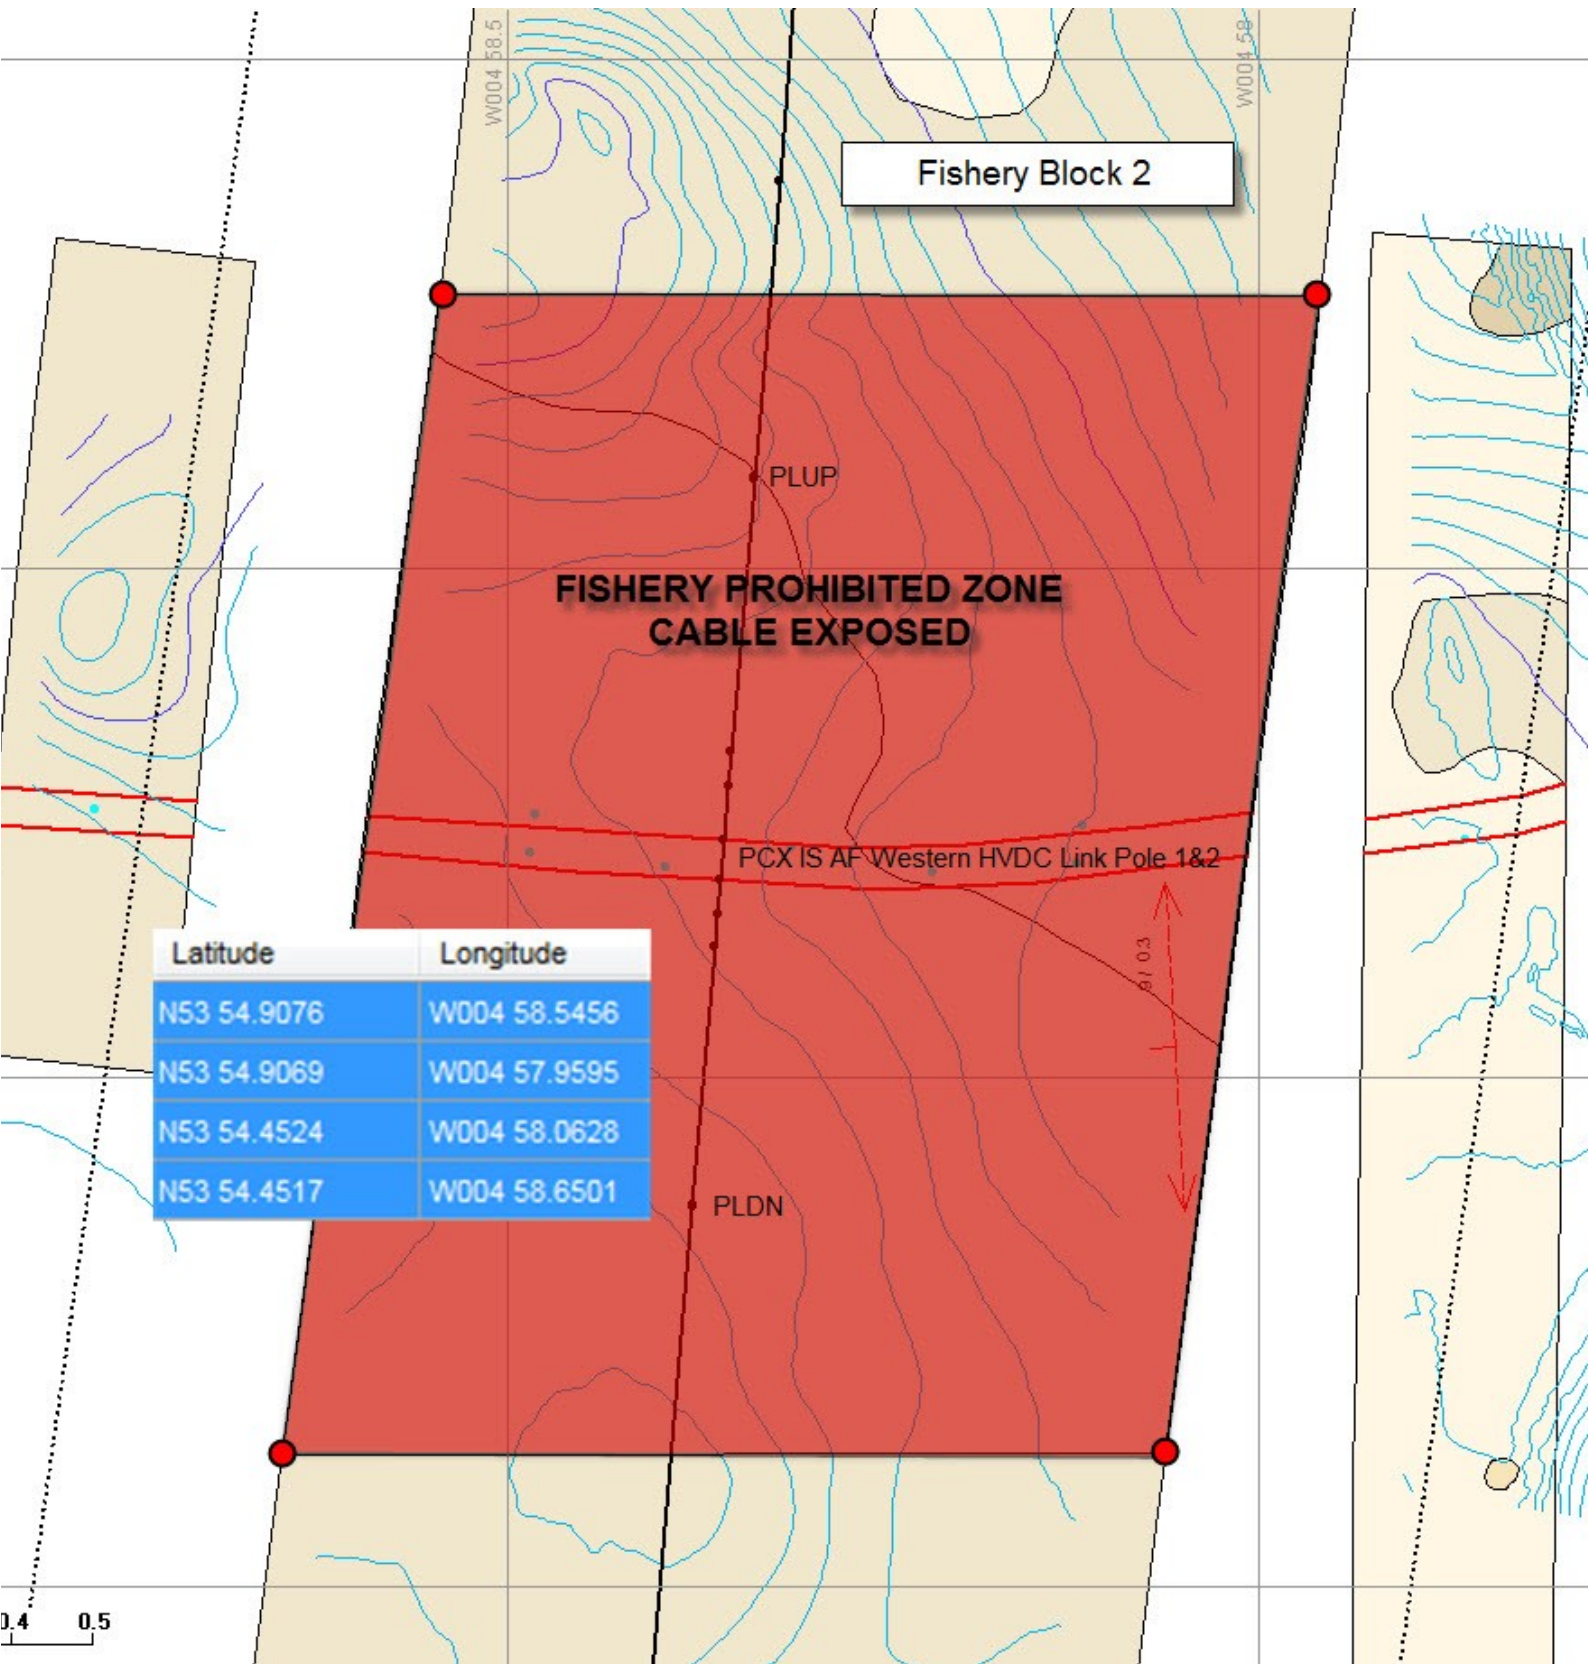 W004 58.5
W004 58
Fishery Block 2
PLUP
FISHERY PROHIBITED ZONE
CABLE EXPOSED
PCX IS AF Western HVDC Link Pole 1&2
Latitude Longitude
N53 54.9076 W004 58.5456
N53 54.9069 W004 57.9595
N53 54.4524 W004 58.0628
N53 54.4517 W004 58.6501
PLDN
0.4 0.5